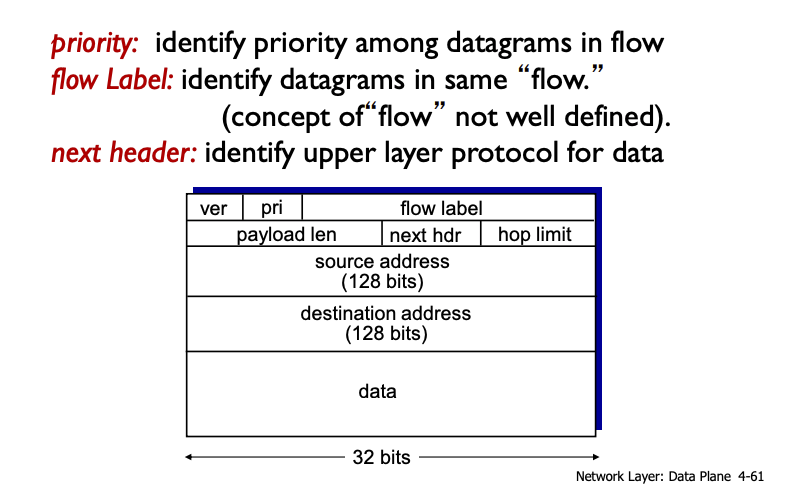 priority: identify priority among datagrams in flow
flow Label: identify datagrams in same “flow.”
(concept of“flow” not well defined).
next header: identify upper layer protocol for data
ver pri flow label
payload len next hdr hop limit
source address
(128 bits)
destination address
(128 bits)
data
32 bits
Network Layer: Data Plane 4-61